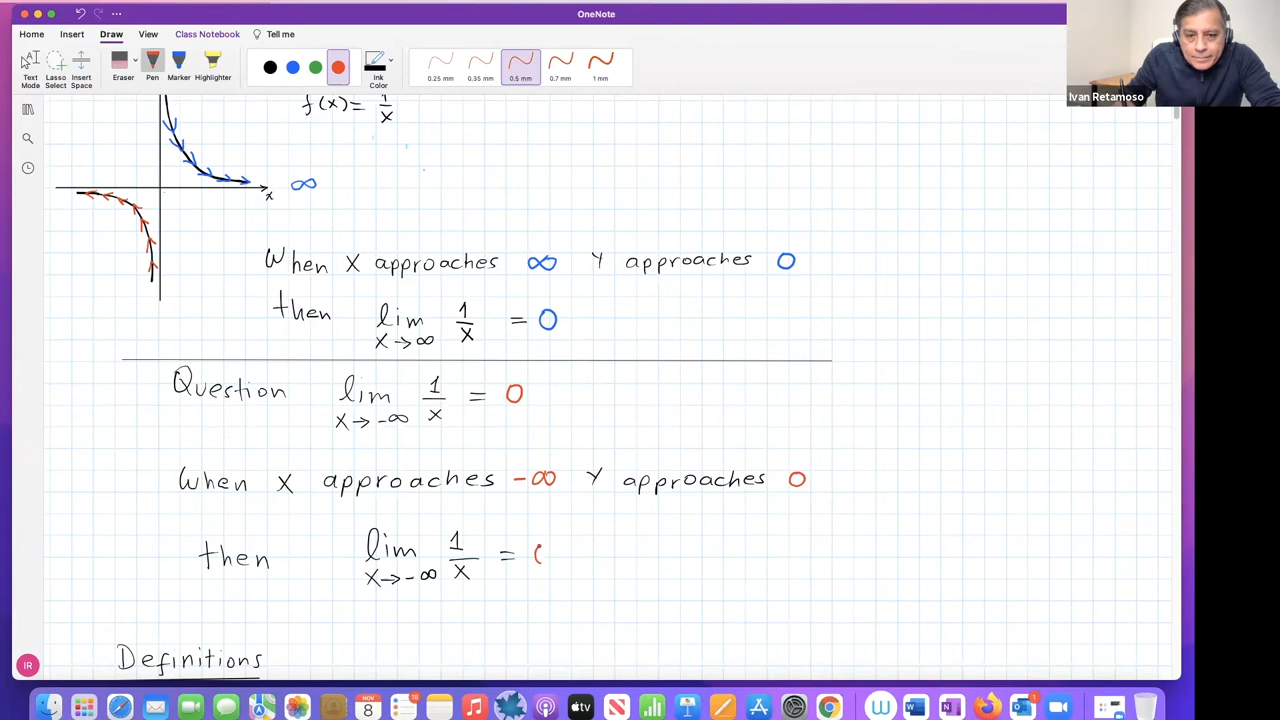 OneNote
Home Insert Draw View Class Notebook Tell me
Text Mode Lasso Select Insert Space Eraser Pen Marker Highlighter Ink Color 0.25 mm 0.35 mm 0.5 mm 0.7 mm 1 mm
Ivan Retamoso
f(x) = 1/x
x ∞
When X approaches ∞ Y approaches 0
then lim x→∞ 1/x = 0
Question lim x→-∞ 1/x = 0
When X approaches -∞ Y approaches 0
then lim x→-∞ 1/x = (
Definitions
IR
NOV 8 tv